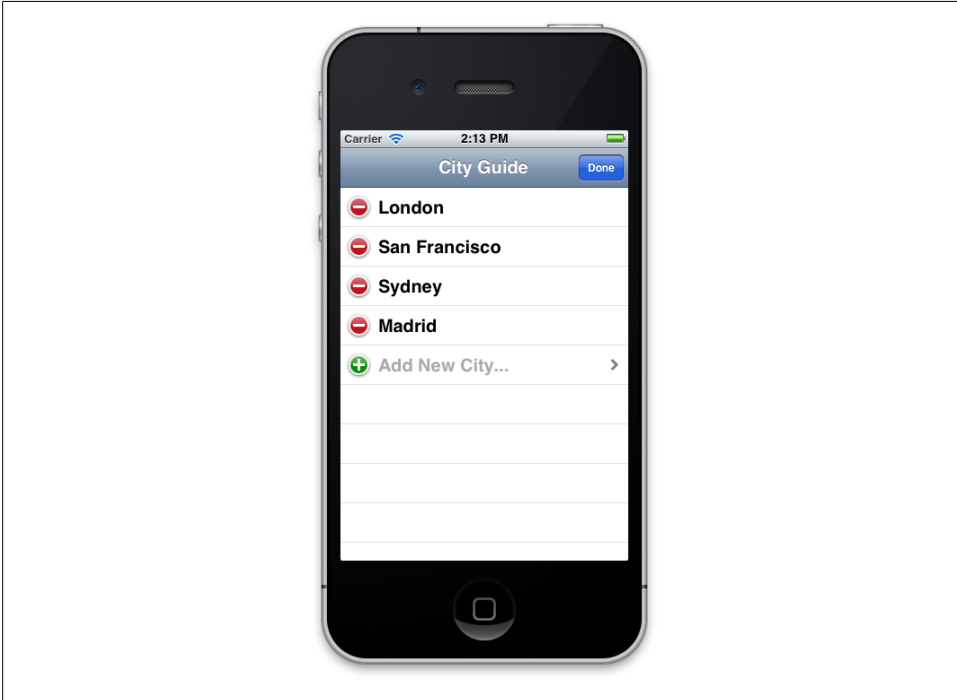 Carrier 2:13 PM
City Guide Done
London
San Francisco
Sydney
Madrid
Add New City...